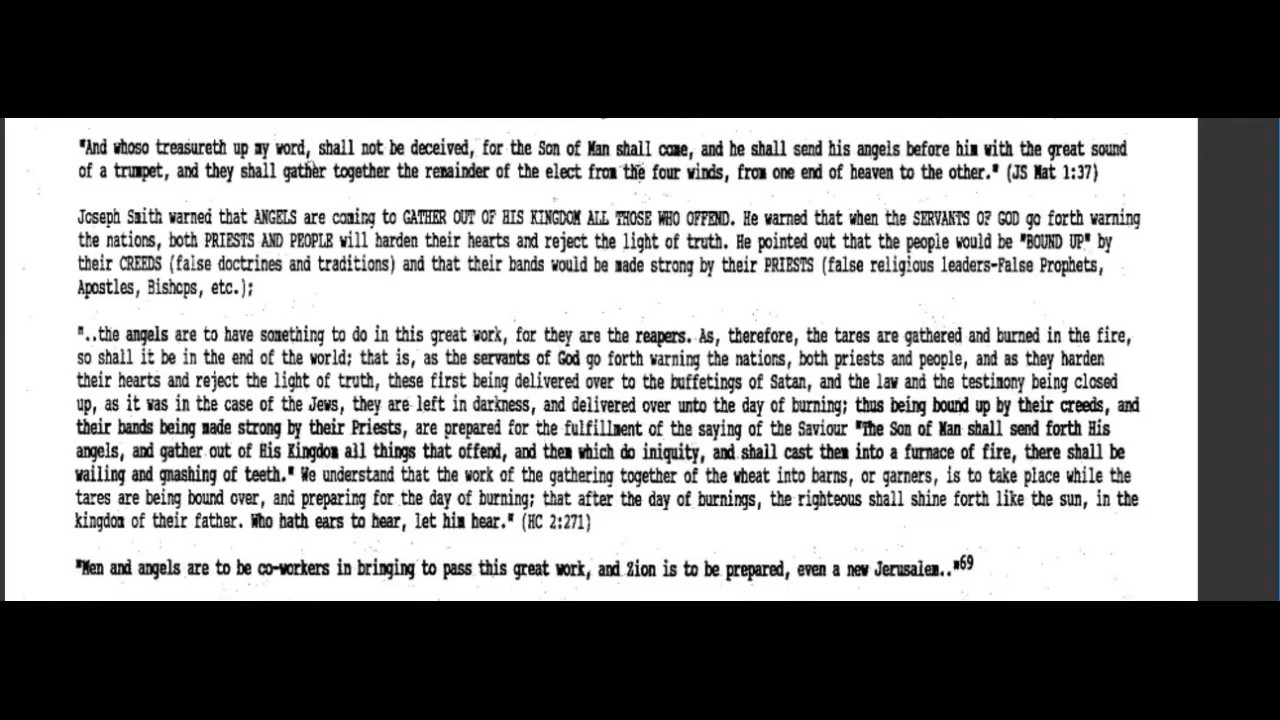 "And whoso treasureth up my word, shall not be deceived, for the Son of Man shall come, and he shall send his angels before him with the great sound
of a trumpet, and they shall gather together the remainder of the elect from the four winds, from one end of heaven to the other." (JS Mat 1:37)
Joseph Smith warned that ANGELS are coming to GATHER OUT OF HIS KINGDOM ALL THOSE WHO OFFEND. He warned that when the SERVANTS OF GOD go forth warning
the nations, both PRIESTS AND PEOPLE will harden their hearts and reject the light of truth. He pointed out that the people would be "BOUND UP" by
their CREEDS (false doctrines and traditions) and that their bands would be made strong by their PRIESTS (false religious leaders-False Prophets,
Apostles, Bishops, etc.);
"..the angels are to have something to do in this great work, for they are the reapers. As, therefore, the tares are gathered and burned in the fire,
so shall it be in the end of the world; that is, as the servants of God go forth warning the nations, both priests and people, and as they harden
their hearts and reject the light of truth, these first being delivered over to the buffetings of Satan, and the law and the testimony being closed
up, as it was in the case of the Jews, they are left in darkness, and delivered over unto the day of burning; thus being bound up by their creeds, and
their bands being made strong by their Priests, are prepared for the fulfillment of the saying of the Saviour "The Son of Man shall send forth His
angels, and gather out of His Kingdom all things that offend, and them which do iniquity, and shall cast them into a furnace of fire, there shall be
wailing and gnashing of teeth." We understand that the work of the gathering together of the wheat into barns, or garners, is to take place while the
tares are being bound over, and preparing for the day of burning; that after the day of burnings, the righteous shall shine forth like the sun, in the
kingdom of their father. Who hath ears to hear, let him hear." (HC 2:271)
"Men and angels are to be co-workers in bringing to pass this great work, and Zion is to be prepared, even a new Jerusalem.."69